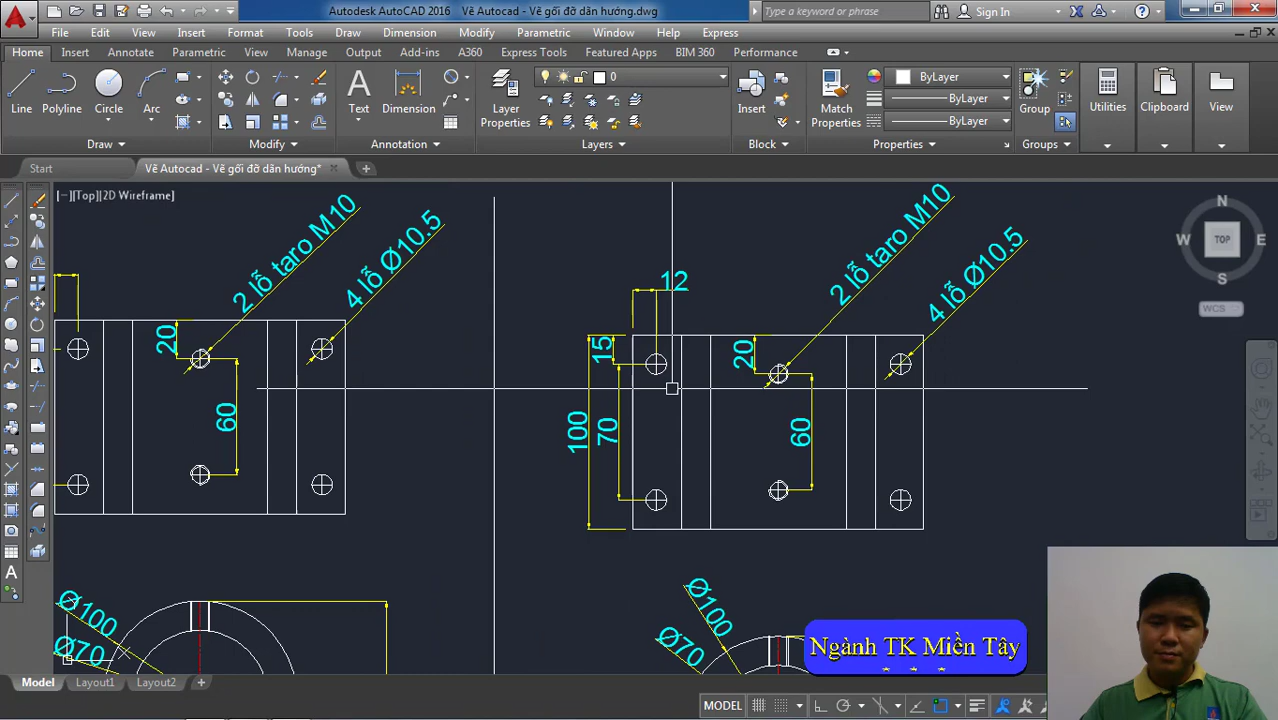 Autodesk AutoCAD 2016 Vẽ Autocad - Vẽ gối đỡ dẫn hướng.dwg
Type a keyword or phrase
Sign In
File Edit View Insert Format Tools Draw Dimension Modify Parametric Window Help Express
Home Insert Annotate Parametric View Manage Output Add-ins A360 Express Tools Featured Apps BIM 360 Performance
Line Polyline Circle Arc
Text Dimension
Layer Properties
0
Insert
Match Properties
ByLayer
ByLayer
ByLayer
Group
Utilities
Clipboard
View
Draw Modify Annotation Layers Block Properties Groups
Start Vẽ Autocad - Vẽ gối đỡ dẫn hướng*
[−][Top][2D Wireframe]
N
W TOP E
S
WCS
2 lỗ taro M10
4 lỗ Ø10.5
20
60
Ø100
Ø70
2 lỗ taro M10
4 lỗ Ø10.5
12
15
20
100
70
60
Ø100
Ø70
A
Ngành TK Miền Tây
Model Layout1 Layout2
MODEL